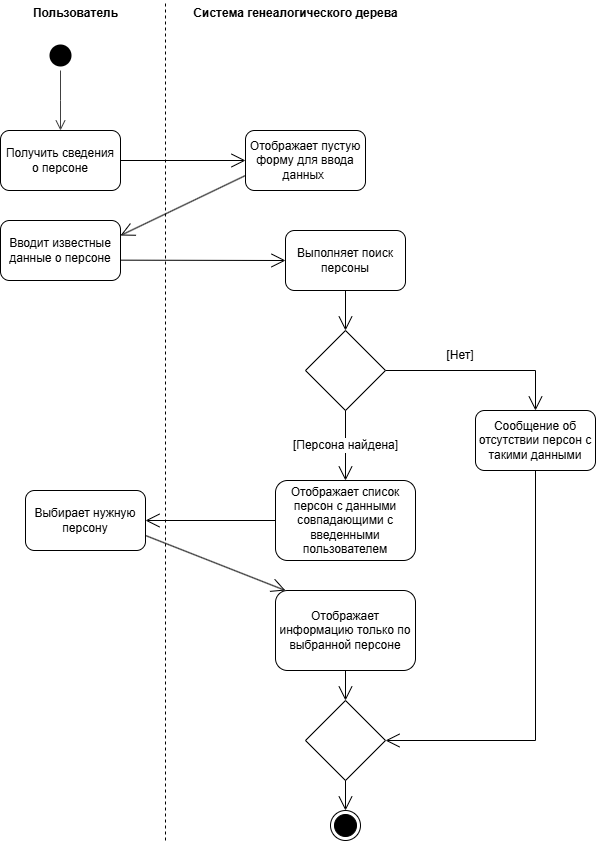 Пользователь
Система генеалогического дерева
Получить сведения
о персоне
Отображает пустую
форму для ввода
данных
Вводит известные
данные о персоне
Выполняет поиск
персоны
[Нет]
Сообщение об
отсутствии персон с
такими данными
[Персона найдена]
Отображает список
персон с данными
совпадающими с
введенными
пользователем
Выбирает нужную
персону
Отображает
информацию только по
выбранной персоне